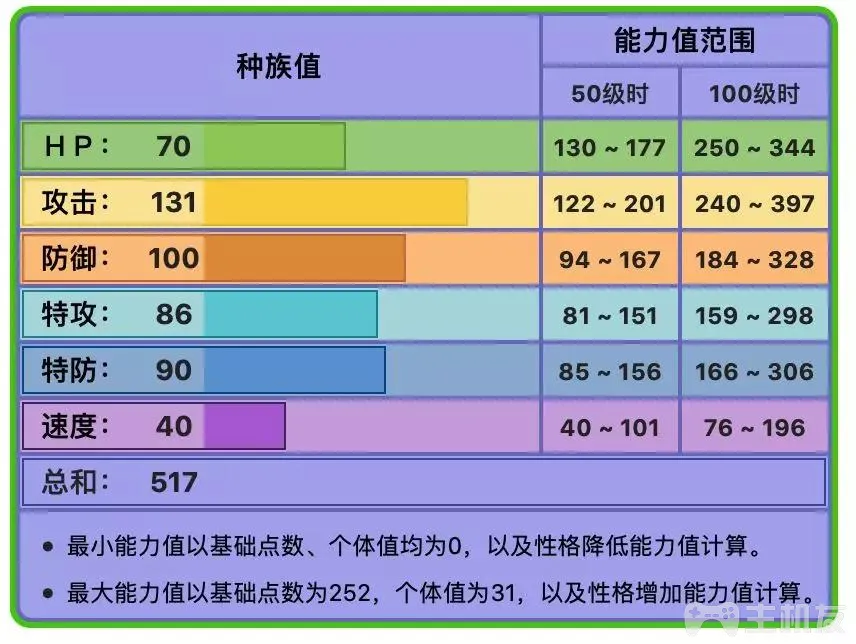 种族值 能力值范围
50级时 100级时
HP: 70 130 ~ 177 250 ~ 344
攻击: 131 122 ~ 201 240 ~ 397
防御: 100 94 ~ 167 184 ~ 328
特攻: 86 81 ~ 151 159 ~ 298
特防: 90 85 ~ 156 166 ~ 306
速度: 40 40 ~ 101 76 ~ 196
总和: 517
• 最小能力值以基础点数、个体值均为0，以及性格降低能力值计算。
• 最大能力值以基础点数为252，个体值为31，以及性格增加能力值计算。
主机友